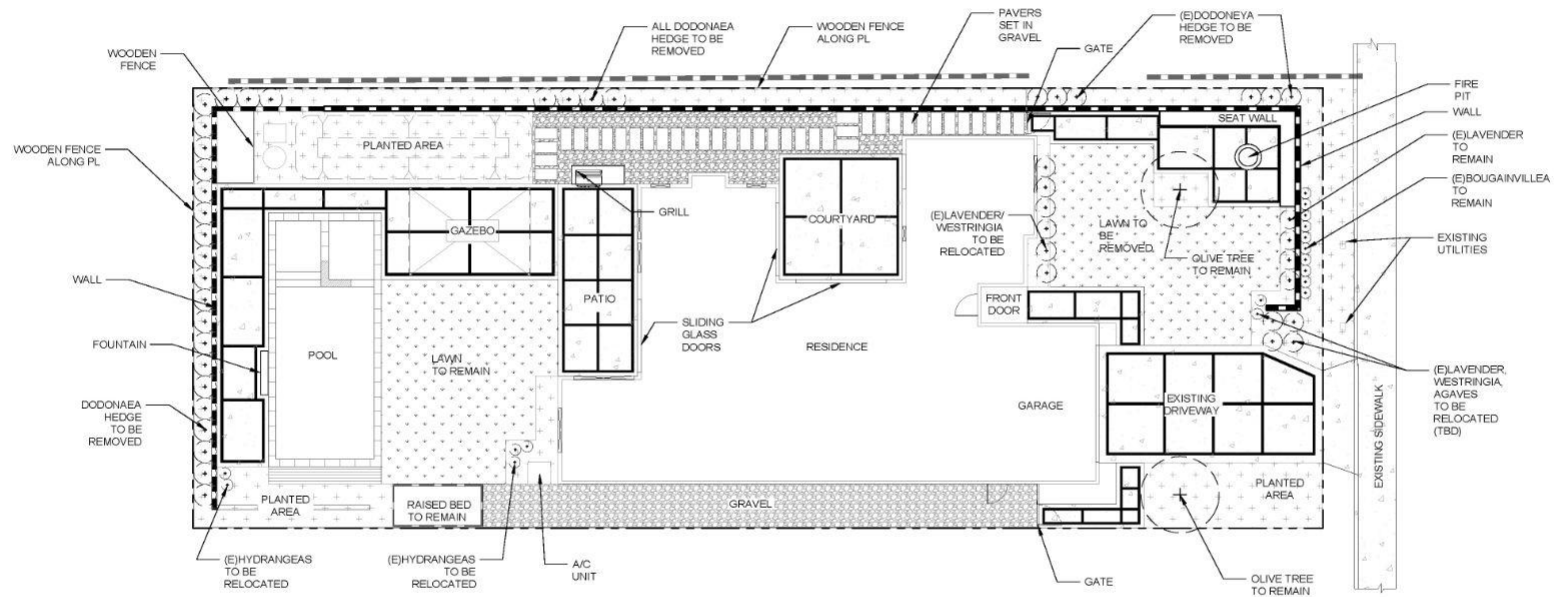 WOODEN
FENCE
ALL DODONAEA
HEDGE TO BE
REMOVED
WOODEN FENCE
ALONG PL
PAVERS
SET IN
GRAVEL
GATE
(E)DODONEYA
HEDGE TO BE
REMOVED
FIRE
PIT
WALL
(E)LAVENDER
TO
REMAIN
(E)BOUGAINVILLEA
TO
REMAIN
EXISTING
UTILITIES
WOODEN FENCE
ALONG PL
PLANTED AREA
SEAT WALL
GRILL
GAZEBO
COURTYARD
(E)LAVENDER/
WESTRINGIA
TO BE
RELOCATED
LAWN TO
BE
REMOVED
OLIVE TREE
TO REMAIN
WALL
PATIO
FRONT
DOOR
FOUNTAIN
POOL
LAWN
TO REMAIN
SLIDING
GLASS
DOORS
RESIDENCE
DODONAEA
HEDGE
TO BE
REMOVED
GARAGE
EXISTING
DRIVEWAY
(E)LAVENDER,
WESTRINGIA,
AGAVES
TO BE
RELOCATED
(TBD)
EXISTING SIDEWALK
PLANTED
AREA
RAISED BED
TO REMAIN
GRAVEL
PLANTED
AREA
(E)HYDRANGEAS
TO BE
RELOCATED
(E)HYDRANGEAS
TO BE
RELOCATED
A/C
UNIT
GATE
OLIVE TREE
TO REMAIN